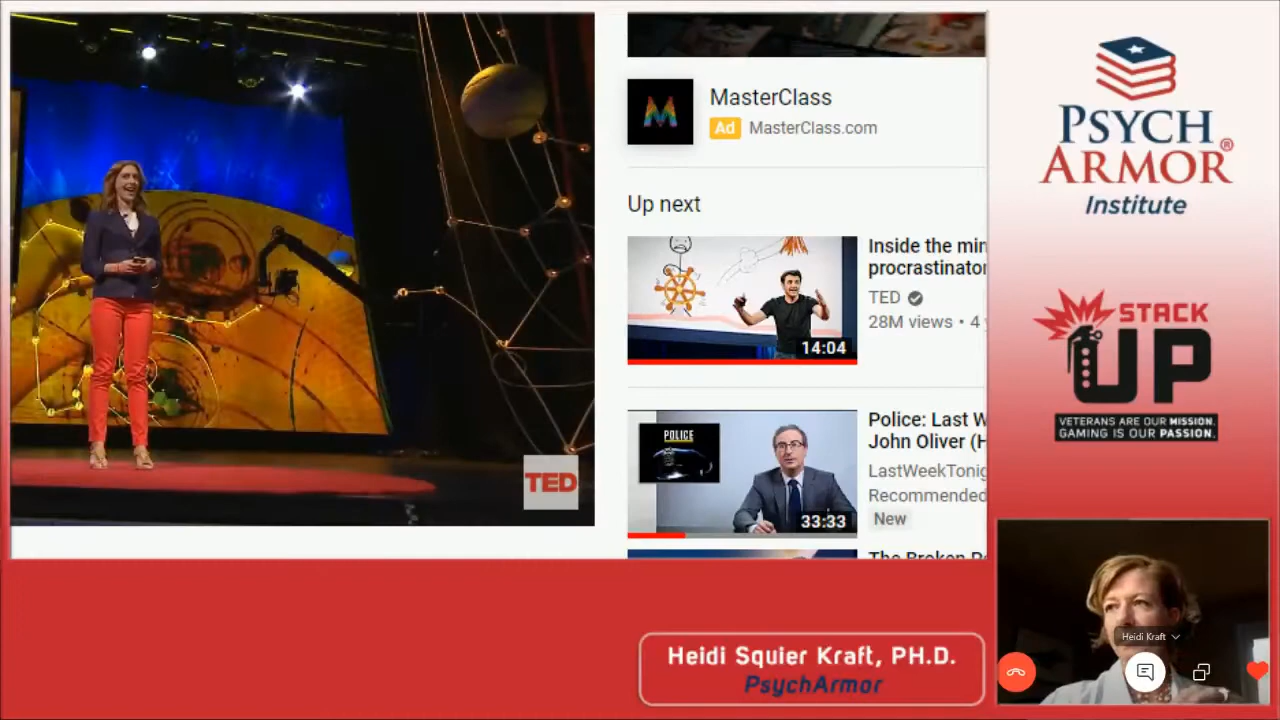 TED
MasterClass
Ad MasterClass.com
Up next
14:04
Inside the min
procrastinator
TED
28M views • 4
POLICE
33:33
Police: Last W
John Oliver (H
LastWeekTonig
Recommended
New
PSYCH
ARMOR®
Institute
STACK
UP
VETERANS ARE OUR MISSION.
GAMING IS OUR PASSION.
Heidi Kraft
Heidi Squier Kraft, PH.D.
PsychArmor